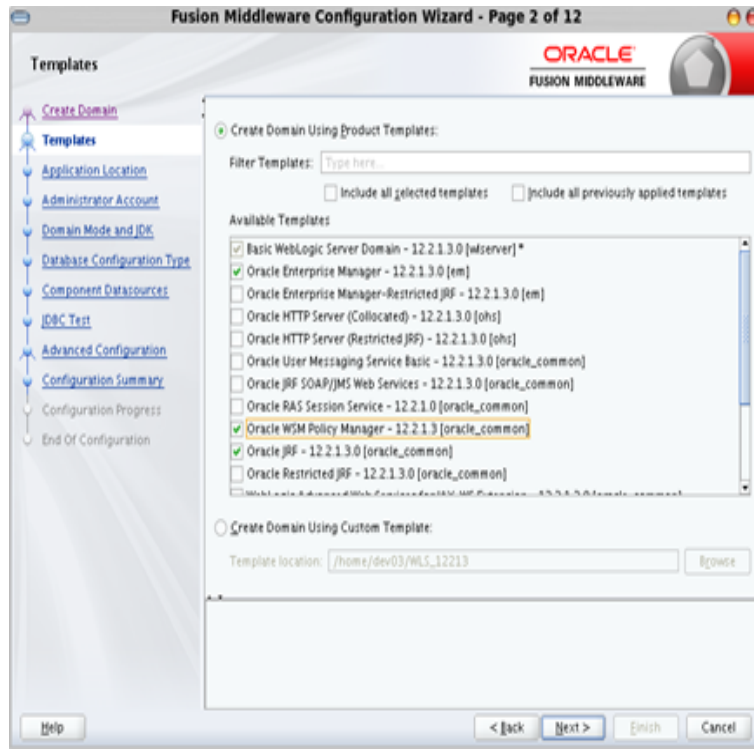 Fusion Middleware Configuration Wizard - Page 2 of 12
Templates
ORACLE
FUSION MIDDLEWARE
Create Domain
Templates
Application Location
Administrator Account
Domain Mode and JDK
Database Configuration Type
Component Datasources
JDBC Test
Advanced Configuration
Configuration Summary
Configuration Progress
End Of Configuration
Create Domain Using Product Templates:
Filter Templates: Type here...
Include all selected templates Include all previously applied templates
Available Templates
Basic WebLogic Server Domain - 12.2.1.3.0 [wlserver] *
Oracle Enterprise Manager - 12.2.1.3.0 [em]
Oracle Enterprise Manager-Restricted JRF - 12.2.1.3.0 [em]
Oracle HTTP Server (Collocated) - 12.2.1.3.0 [ohs]
Oracle HTTP Server (Restricted JRF) - 12.2.1.3.0 [ohs]
Oracle User Messaging Service Basic - 12.2.1.3.0 [oracle_common]
Oracle JRF SOAP/JMS Web Services - 12.2.1.3.0 [oracle_common]
Oracle RAS Session Service - 12.2.1.0 [oracle_common]
Oracle WSM Policy Manager - 12.2.1.3 [oracle_common]
Oracle JRF - 12.2.1.3.0 [oracle_common]
Oracle Restricted JRF - 12.2.1.3.0 [oracle_common]
Create Domain Using Custom Template:
Template location: /home/dev03/WLS_12213 Browse
Help < Back Next > Finish Cancel